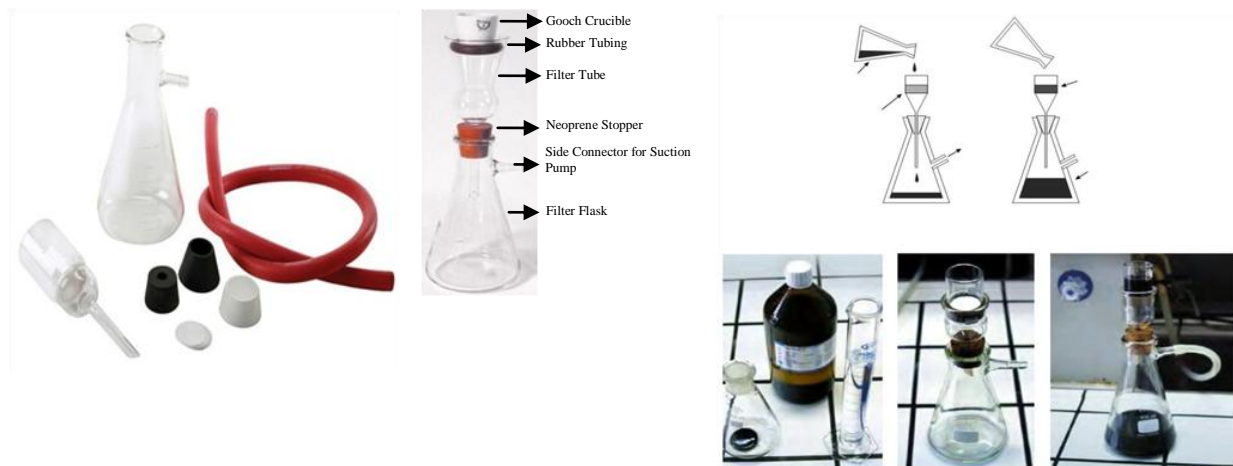 Gooch Crucible
Rubber Tubing
Filter Tube
Neoprene Stopper
Side Connector for Suction
Pump
Filter Flask